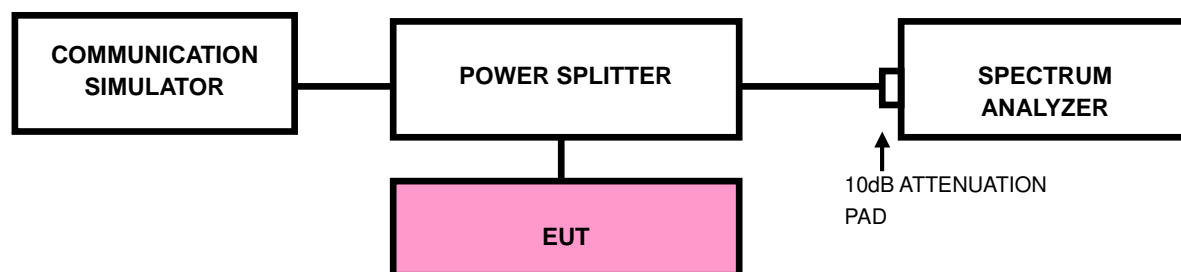 COMMUNICATION
SIMULATOR
POWER SPLITTER
SPECTRUM
ANALYZER
10dB ATTENUATION
PAD
EUT